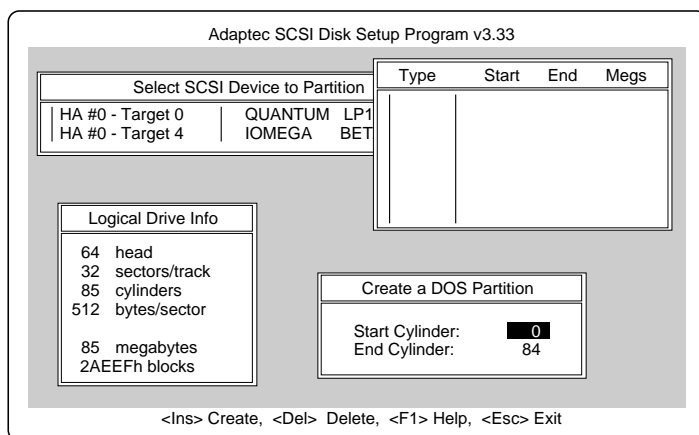 Adaptec SCSI Disk Setup Program v3.33
Select SCSI Device to Partition
HA #0 - Target 0 QUANTUM LP1
HA #0 - Target 4 IOMEGA BET
Type Start End Megs
Logical Drive Info
64 head
32 sectors/track
85 cylinders
512 bytes/sector
85 megabytes
2AEEFh blocks
Create a DOS Partition
Start Cylinder: 0
End Cylinder: 84
<Ins> Create, <Del> Delete, <F1> Help, <Esc> Exit